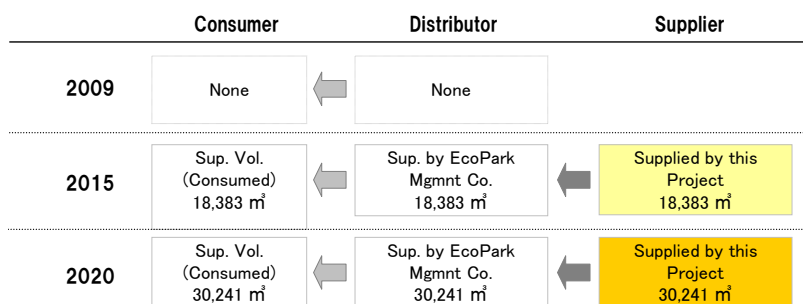 Consumer Distributor Supplier
2009 None None
Sup. Vol. Sup. by EcoPark Supplied by this
2015 (Consumed) Mgmnt Co. Project
18,383 ㎥ 18,383 ㎥ 18,383 ㎥
Sup. Vol. Sup. by EcoPark Supplied by this
2020 (Consumed) Mgmnt Co. Project
30,241 ㎥ 30,241 ㎥ 30,241 ㎥